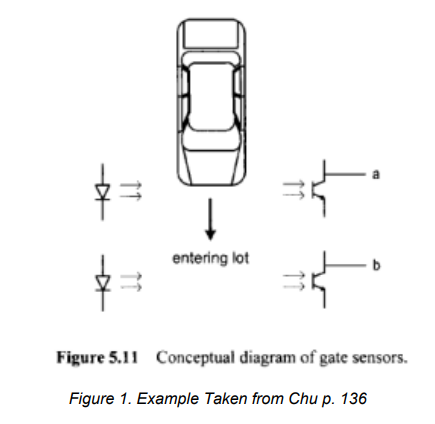 a
entering lot
b
Figure 5.11 Conceptual diagram of gate sensors.
Figure 1. Example Taken from Chu p. 136